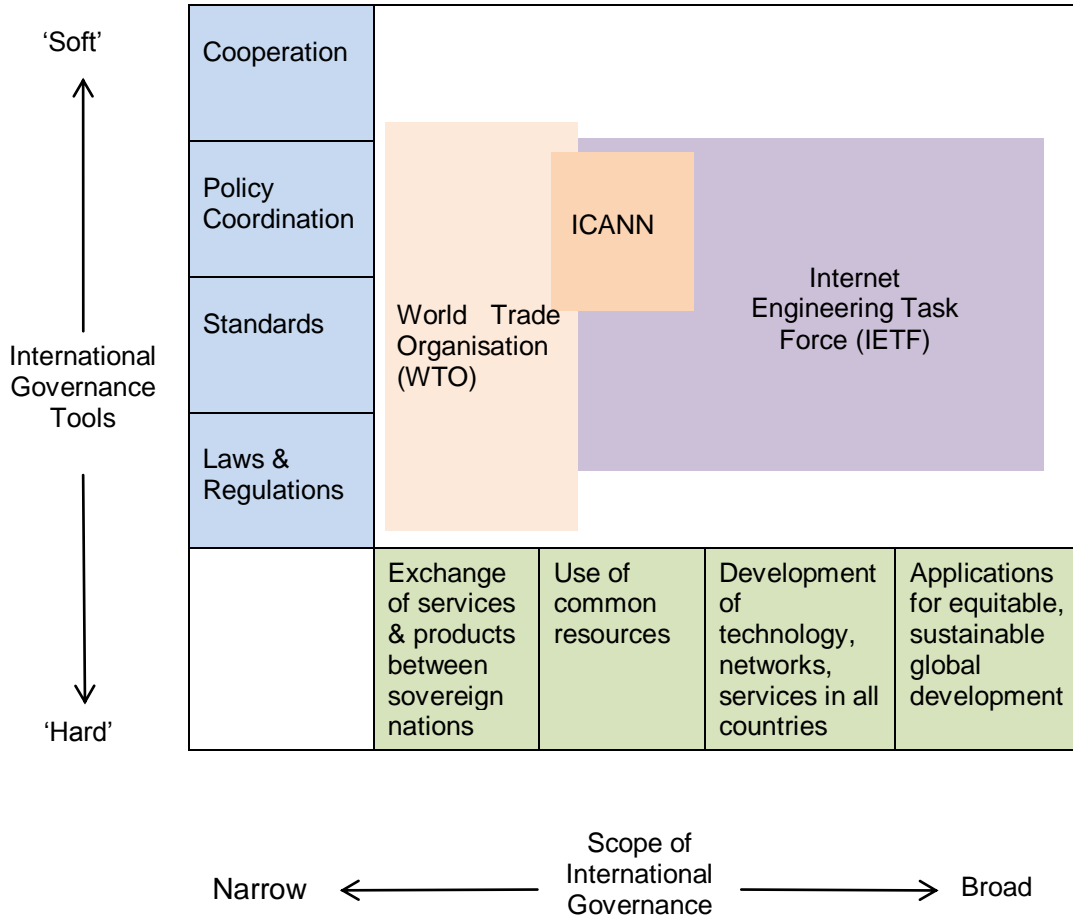 ‘Soft’
Cooperation
Policy
Coordination
ICANN
Internet
Engineering Task
Force (IETF)
Standards
World Trade
Organisation
(WTO)
International
Governance
Tools
Laws &
Regulations
‘Hard’
Exchange
of services
& products
between
sovereign
nations
Use of
common
resources
Development
of
technology,
networks,
services in all
countries
Applications
for equitable,
sustainable
global
development
Narrow
Scope of
International
Governance
Broad